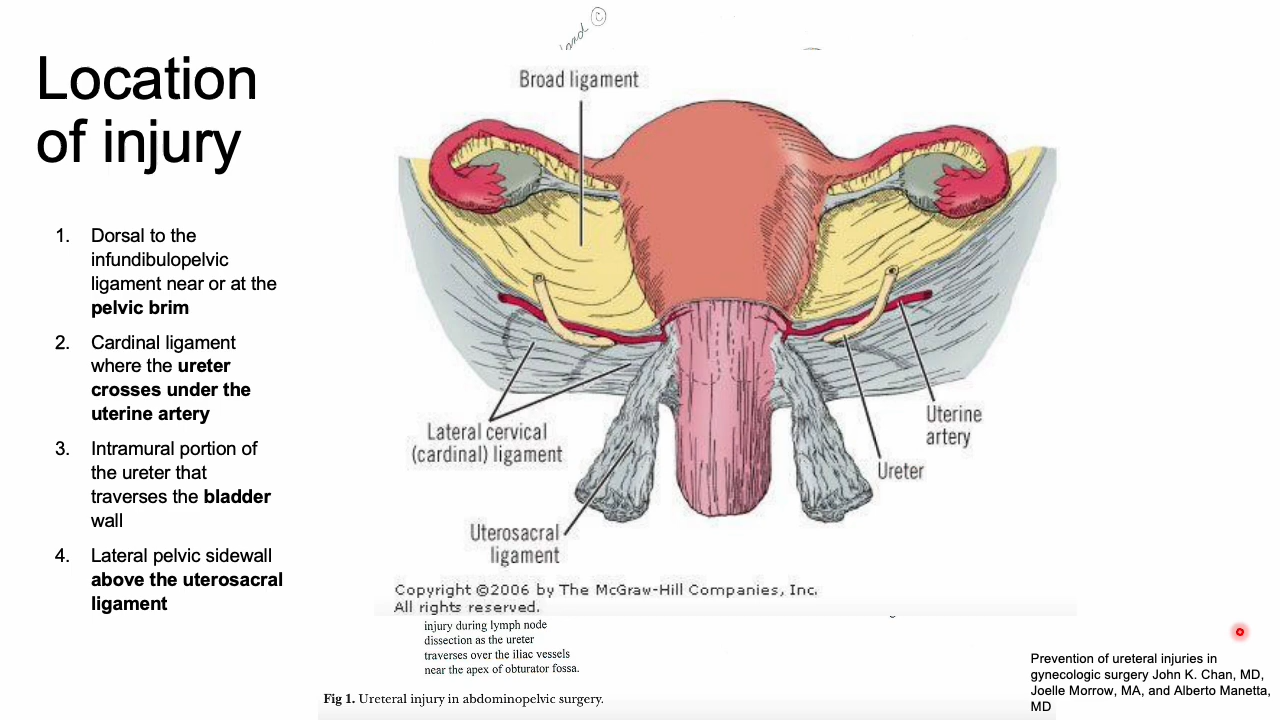 Location
of injury
1. Dorsal to the
infundibulopelvic
ligament near or at the
pelvic brim
2. Cardinal ligament
where the ureter
crosses under the
uterine artery
3. Intramural portion of
the ureter that
traverses the bladder
wall
4. Lateral pelvic sidewall
above the uterosacral
ligament
Broad ligament
Lateral cervical
(cardinal) ligament
Uterosacral
ligament
Uterine
artery
Ureter
Copyright ©2006 by The McGraw-Hill Companies, Inc.
All rights reserved.
injury during lymph node
dissection as the ureter
traverses over the iliac vessels
near the apex of obturator fossa.
Fig 1. Ureteral injury in abdominopelvic surgery.
Prevention of ureteral injuries in
gynecologic surgery John K. Chan, MD,
Joelle Morrow, MA, and Alberto Manetta,
MD